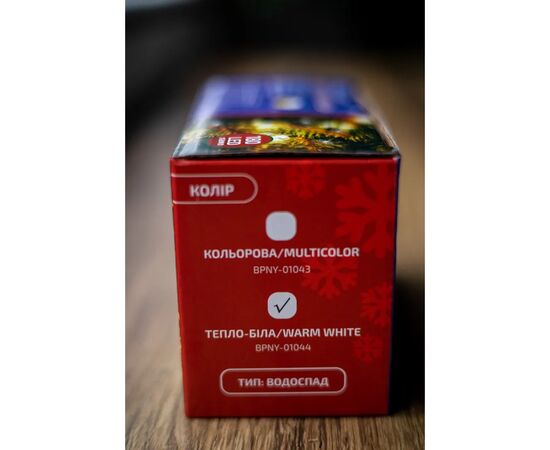 КОЛІР
КОЛЬОРОВА/MULTICOLOR
BPNY-01043
✓
ТЕПЛО-БІЛА/WARM WHITE
BPNY-01044
ТИП: ВОДОСПАД